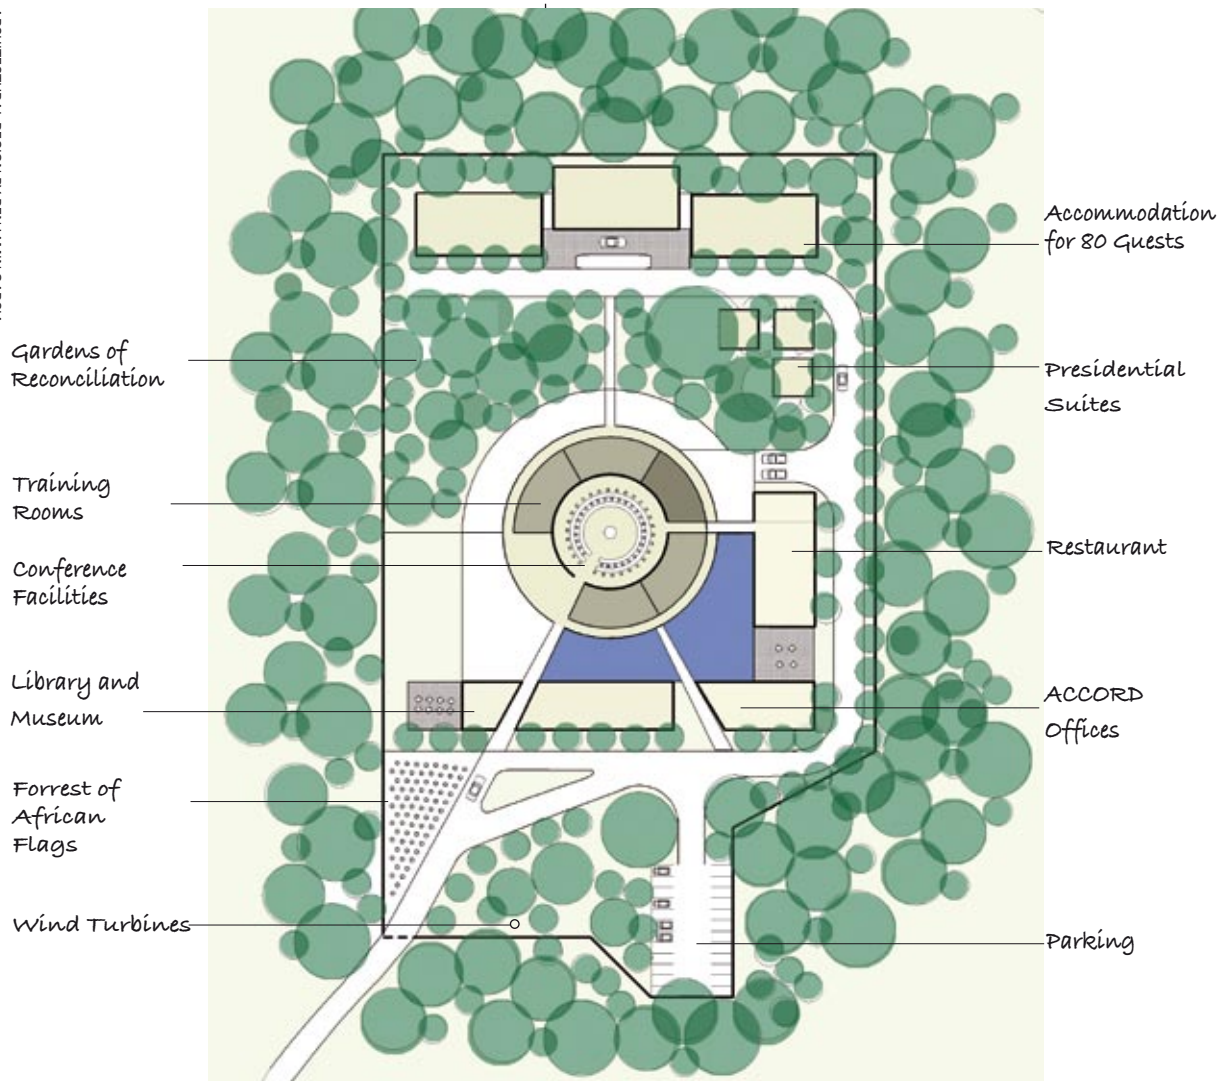 Gardens of
Reconciliation
Training
Rooms
Conference
Facilities
Library and
Museum
Forrest of
African
Flags
Wind Turbines
Accommodation
for 80 Guests
Presidential
Suites
Restaurant
ACCORD
Offices
Parking